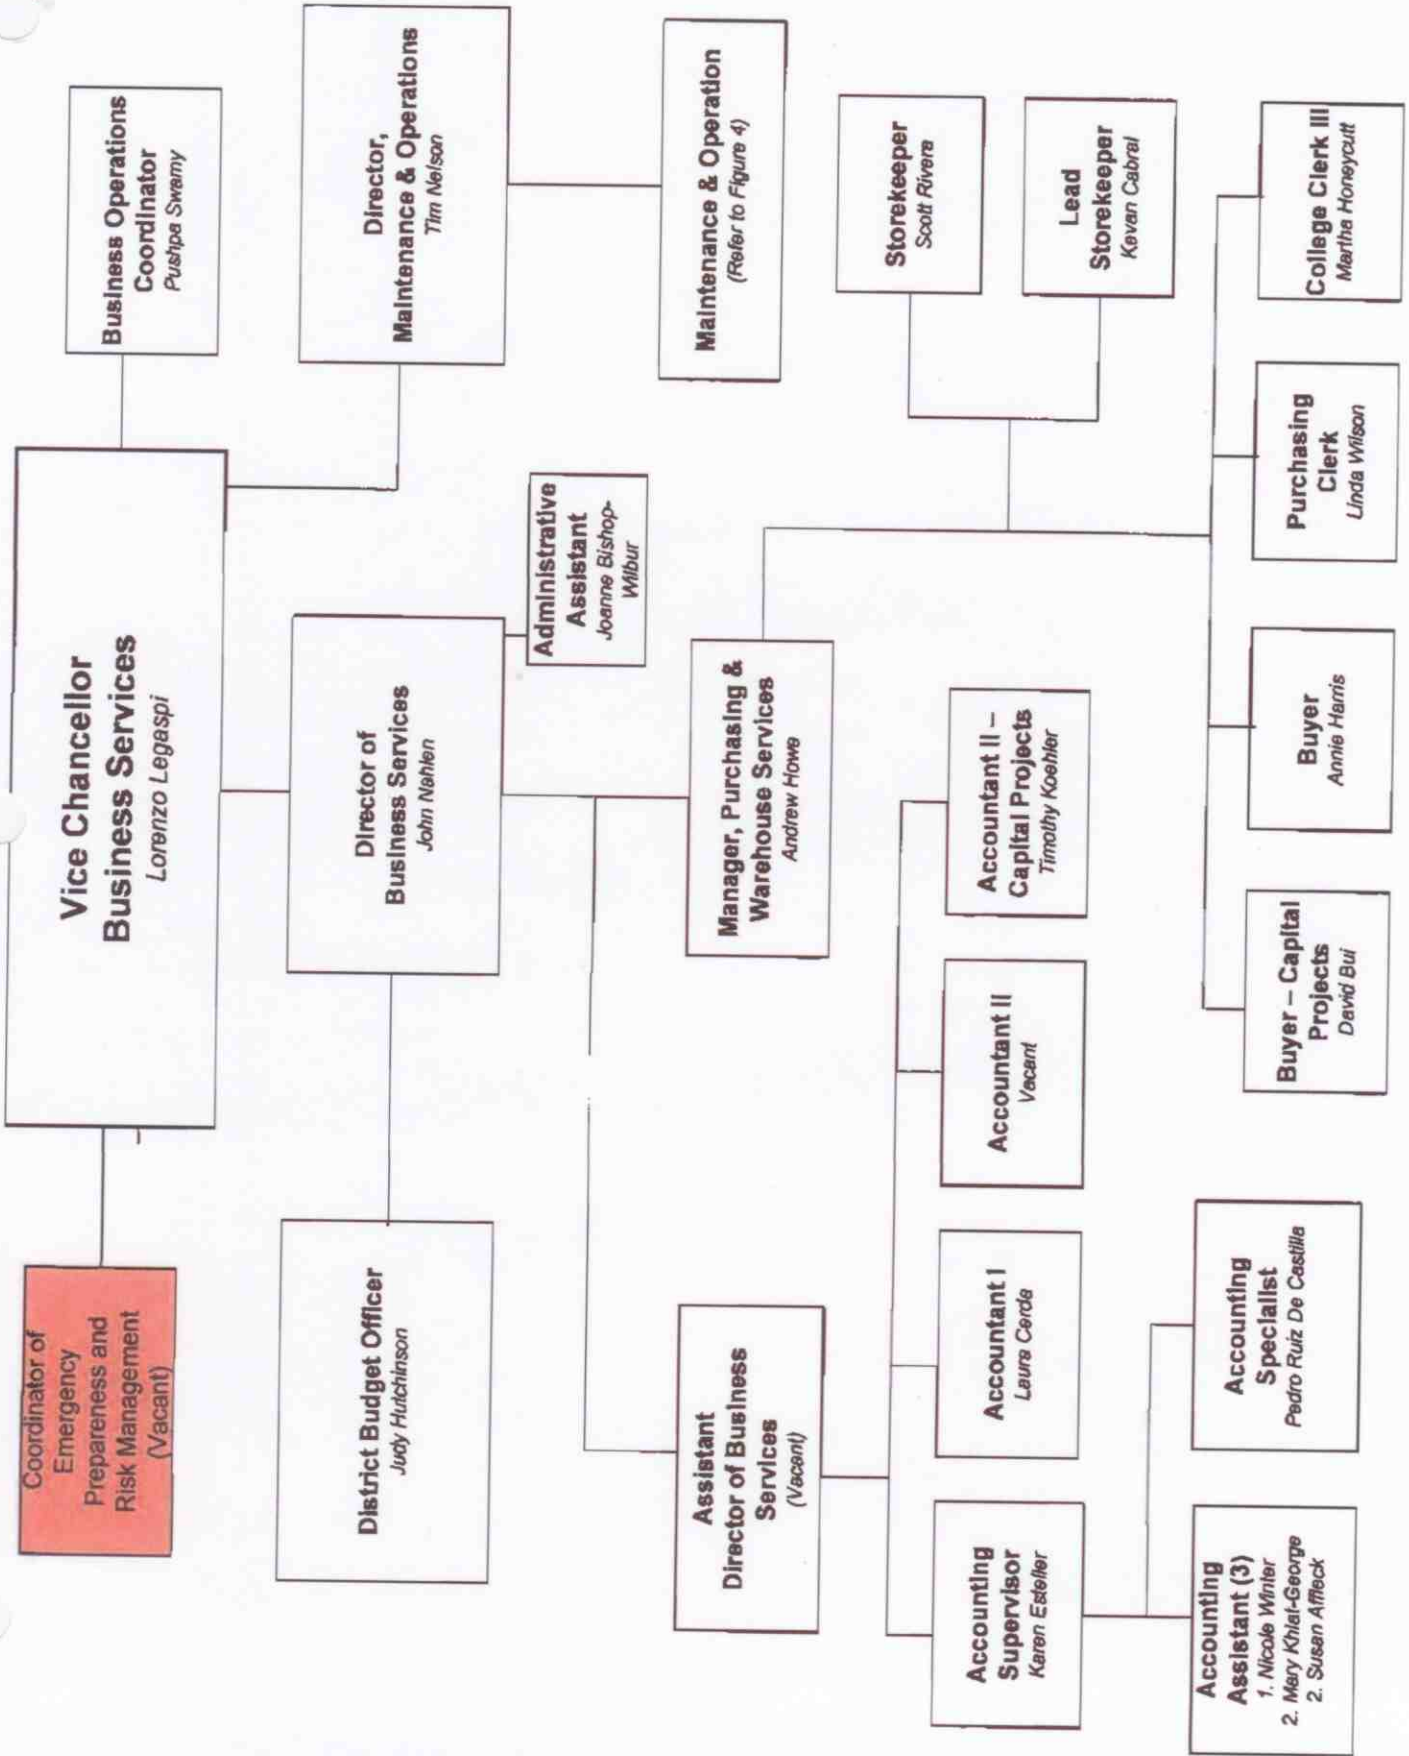 Coordinator of
Emergency
Prepareness and
Risk Management
(Vacant)
Vice Chancellor
Business Services
Lorenzo Legaspi
Business Operations
Coordinator
Pushpa Swamy
District Budget Officer
Judy Hutchinson
Director of
Business Services
John Nahlen
Director,
Maintenance & Operations
Tim Nelson
Administrative
Assistant
Joanne Bishop-
Wilbur
Maintenance & Operation
(Refer to Figure 4)
Assistant
Director of Business
Services
(Vacant)
Manager, Purchasing &
Warehouse Services
Andrew Howe
Storekeeper
Scott Rivera
Lead
Storekeeper
Kevan Cabral
Accounting
Supervisor
Karen Esteller
Accountant I
Laura Cerda
Accountant II
Vacant
Accountant II –
Capital Projects
Timothy Koehler
Accounting
Assistant (3)
1. Nicole Winter
2. Mary Khlat-George
2. Susan Affleck
Accounting
Specialist
Pedro Ruiz De Castilla
Buyer – Capital
Projects
David Bui
Buyer
Annie Harris
Purchasing
Clerk
Linda Wilson
College Clerk III
Martha Honeycutt